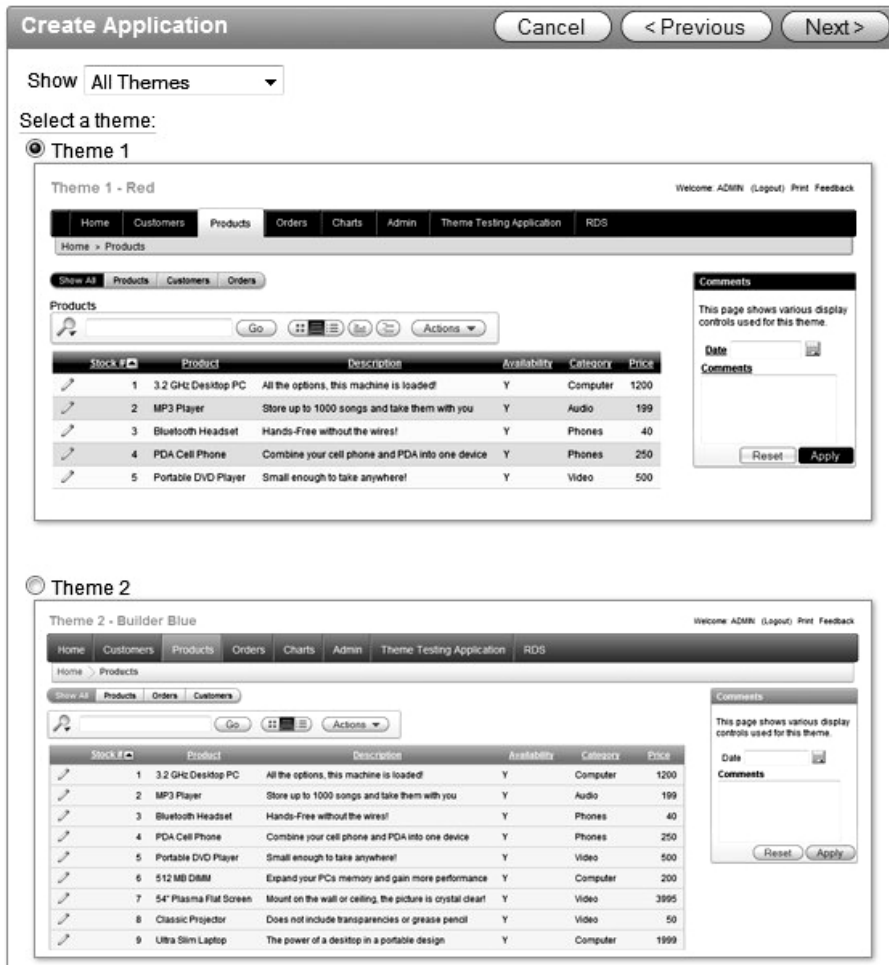 Create Application Cancel < Previous Next >
Show All Themes
Select a theme:
Theme 1
Theme 1 - Red Welcome: ADMIN (Logout) Print Feedback
Home Customers Products Orders Charts Admin Theme Testing Application RDS
Home » Products
Show All Products Customers Orders
Products
Go Actions
Stock # Product Description Availability Category Price
1 3.2 GHz Desktop PC All the options, this machine is loaded! Y Computer 1200
2 MP3 Player Store up to 1000 songs and take them with you Y Audio 199
3 Bluetooth Headset Hands-Free without the wires! Y Phones 40
4 PDA Cell Phone Combine your cell phone and PDA into one device Y Phones 250
5 Portable DVD Player Small enough to take anywhere! Y Video 500
Comments
This page shows various display
controls used for this theme.
Date
Comments
Reset Apply
Theme 2
Theme 2 - Builder Blue Welcome: ADMIN (Logout) Print Feedback
Home Customers Products Orders Charts Admin Theme Testing Application RDS
Home Products
Show All Products Orders Customers
Go Actions
Stock # Product Description Availability Category Price
1 3.2 GHz Desktop PC All the options, this machine is loaded! Y Computer 1200
2 MP3 Player Store up to 1000 songs and take them with you Y Audio 199
3 Bluetooth Headset Hands-Free without the wires! Y Phones 40
4 PDA Cell Phone Combine your cell phone and PDA into one device Y Phones 250
5 Portable DVD Player Small enough to take anywhere! Y Video 500
6 512 MB DIMM Expand your PCs memory and gain more performance Y Computer 200
7 54" Plasma Flat Screen Mount on the wall or ceiling, the picture is crystal clear! Y Video 3995
8 Classic Projector Does not include transparencies or grease pencil Y Video 50
9 Ultra Slim Laptop The power of a desktop in a portable design Y Computer 1999
Comments
This page shows various display
controls used for this theme.
Date
Comments
Reset Apply